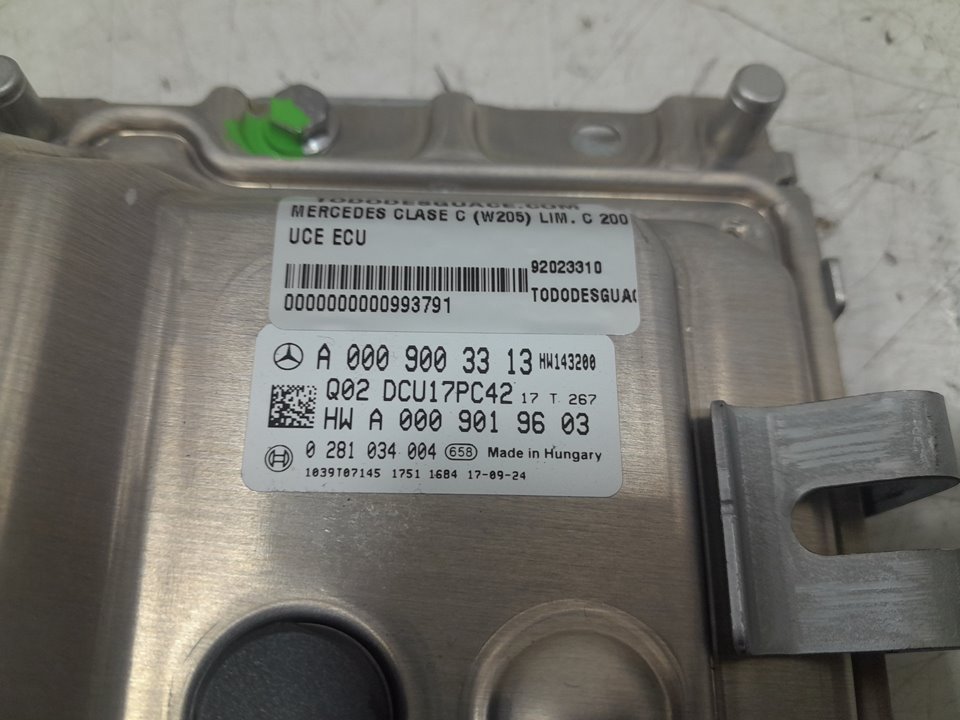 TODODESGUACE.COM
MERCEDES CLASE C (W205) LIM. C 200
UCE ECU
92023310
0000000000993791
TODODESGUAC
A 000 900 33 13 HW143200
Q02 DCU17PC42 17 T 267
HW A 000 901 96 03
0 281 034 004 658 Made in Hungary
1039T07145 1751 1684 17-09-24